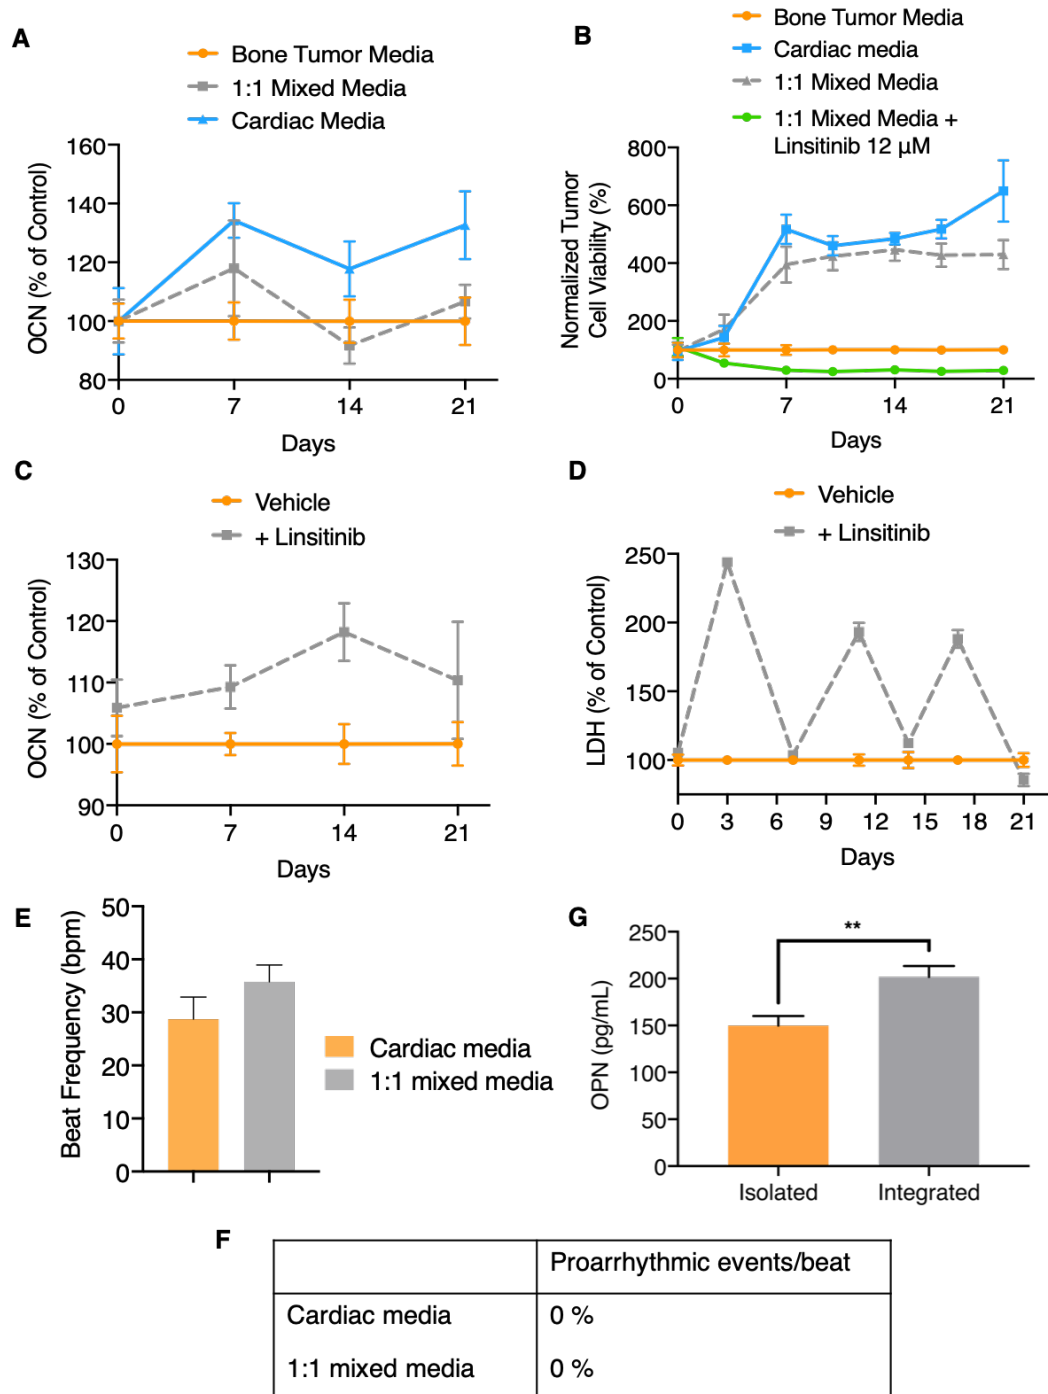 A
Bone Tumor Media
1:1 Mixed Media
Cardiac Media
OCN (% of Control)
160
140
120
100
80
0
7
14
21
Days
B
Bone Tumor Media
Cardiac media
1:1 Mixed Media
1:1 Mixed Media +
Linsitinib 12 µM
Normalized Tumor
Cell Viability (%)
800
600
400
200
0
0
7
14
21
Days
C
Vehicle
+ Linsitinib
OCN (% of Control)
130
120
110
100
90
0
7
14
21
Days
D
Vehicle
+ Linsitinib
LDH (% of Control)
250
200
150
100
0
3
6
9
12
15
18
21
Days
E
Beat Frequency (bpm)
50
40
30
20
10
0
Cardiac media
1:1 mixed media
G
**
OPN (pg/mL)
250
200
150
100
50
0
Isolated
Integrated
F
Proarrhythmic events/beat
Cardiac media 0 %
1:1 mixed media 0 %